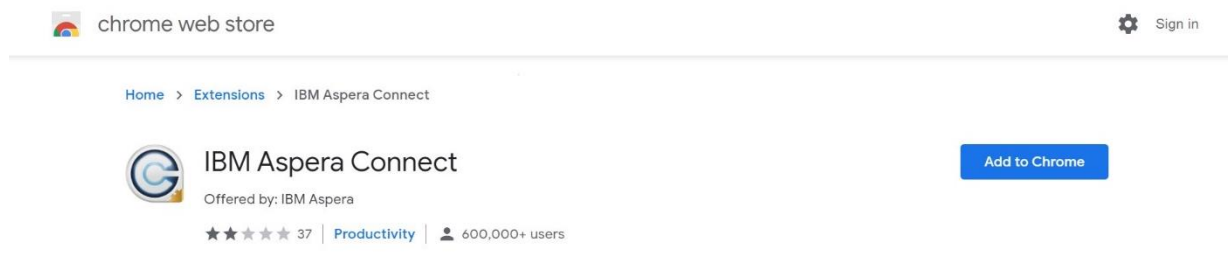 chrome web store
Sign in
Home > Extensions > IBM Aspera Connect
IBM Aspera Connect
Add to Chrome
Offered by: IBM Aspera
37 | Productivity | 600,000+ users